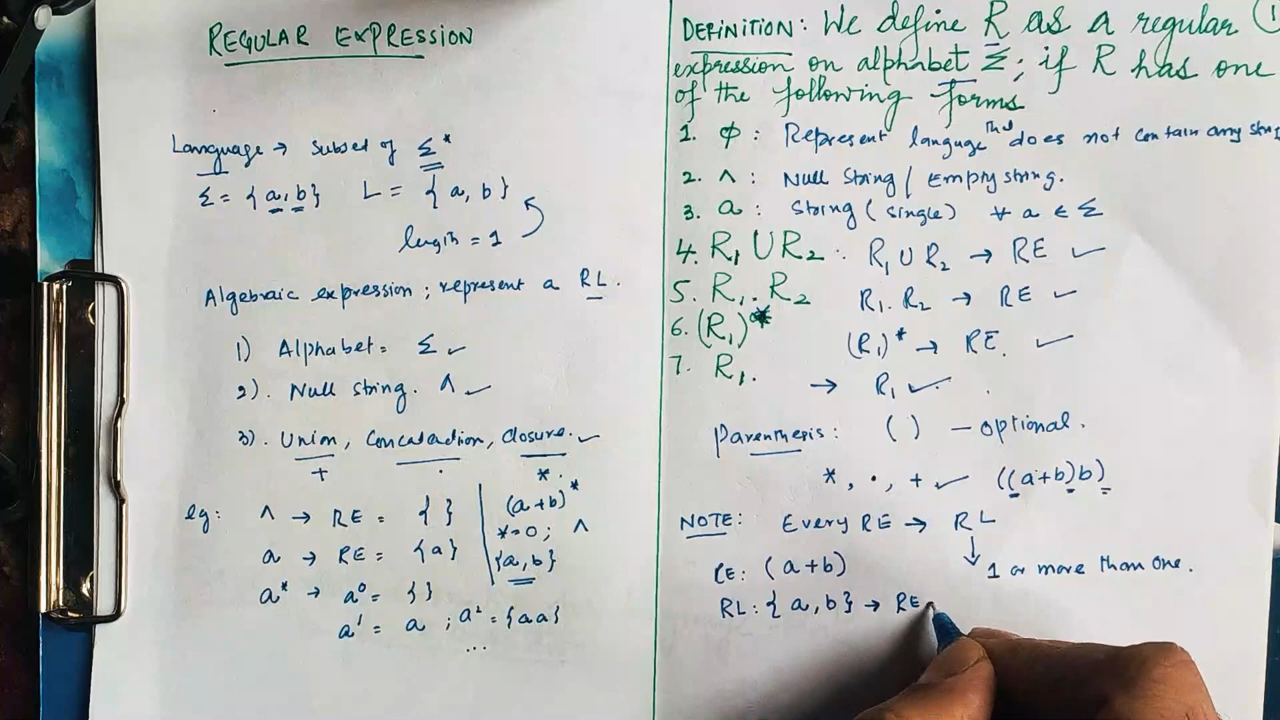 REGULAR EXPRESSION
Language → Subset of Σ*
Σ = {a, b} L = {a, b}
length = 1
Algebraic expression ; represent a RL.
1) Alphabet = Σ ✓
2). Null string. ∧ ✓
3). Union, Concatedtion, Closure. ✓
+ . *.
eg: ∧ → RE = { }
a → RE = {a}
a* → a⁰ = {}
a¹ = a ; a² = {aa}
...
(a+b)*
*=0; ∧
{a, b}
DEFINITION: We define R as a regular
expression on alphabet Σ; if R has one
of the following forms
1. ϕ : Represent languge that does not contain any
2. ∧ : Null String / Empty string.
3. a : String (single) ∀ a ∈ Σ
4. R₁ U R₂ : R₁ U R₂ → RE ✓
5. R₁ . R₂ R₁ . R₂ → RE ✓
6. (R₁)* (R₁)* → RE. ✓
7. R₁. → R₁ ✓
Parenthesis: ( ) — optional.
*, ., + ✓ ((a+b)b)
NOTE: Every RE → RL
↓ 1 or more than one.
RE: (a+b)
RL: {a, b} → RE